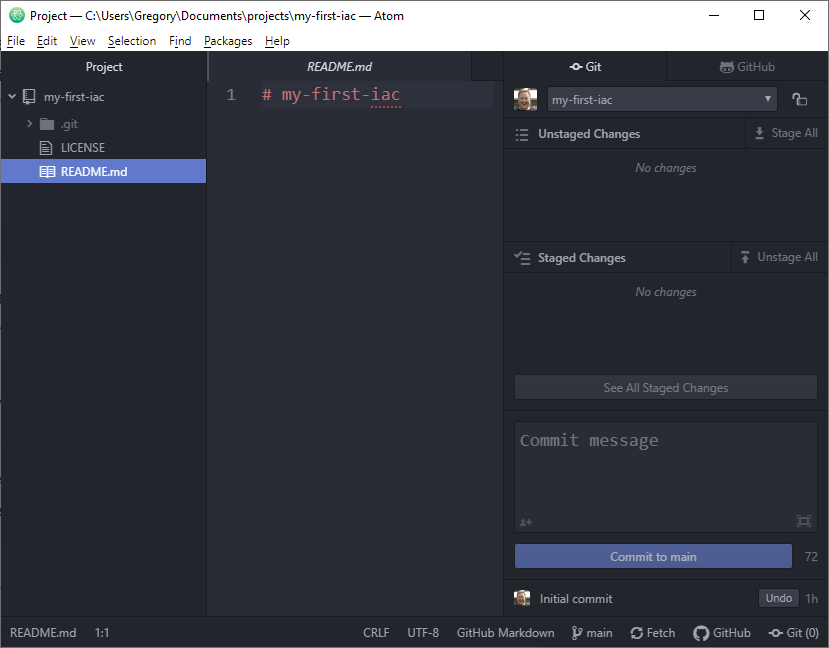 Project — C:\Users\Gregory\Documents\projects\my-first-iac — Atom
File Edit View Selection Find Packages Help
Project
my-first-iac
.git
LICENSE
README.md
README.md
1 # my-first-iac
Git GitHub
my-first-iac
Unstaged Changes Stage All
No changes
Staged Changes Unstage All
No changes
See All Staged Changes
Commit message
Commit to main 72
Initial commit Undo 1h
README.md 1:1 CRLF UTF-8 GitHub Markdown main Fetch GitHub Git (0)